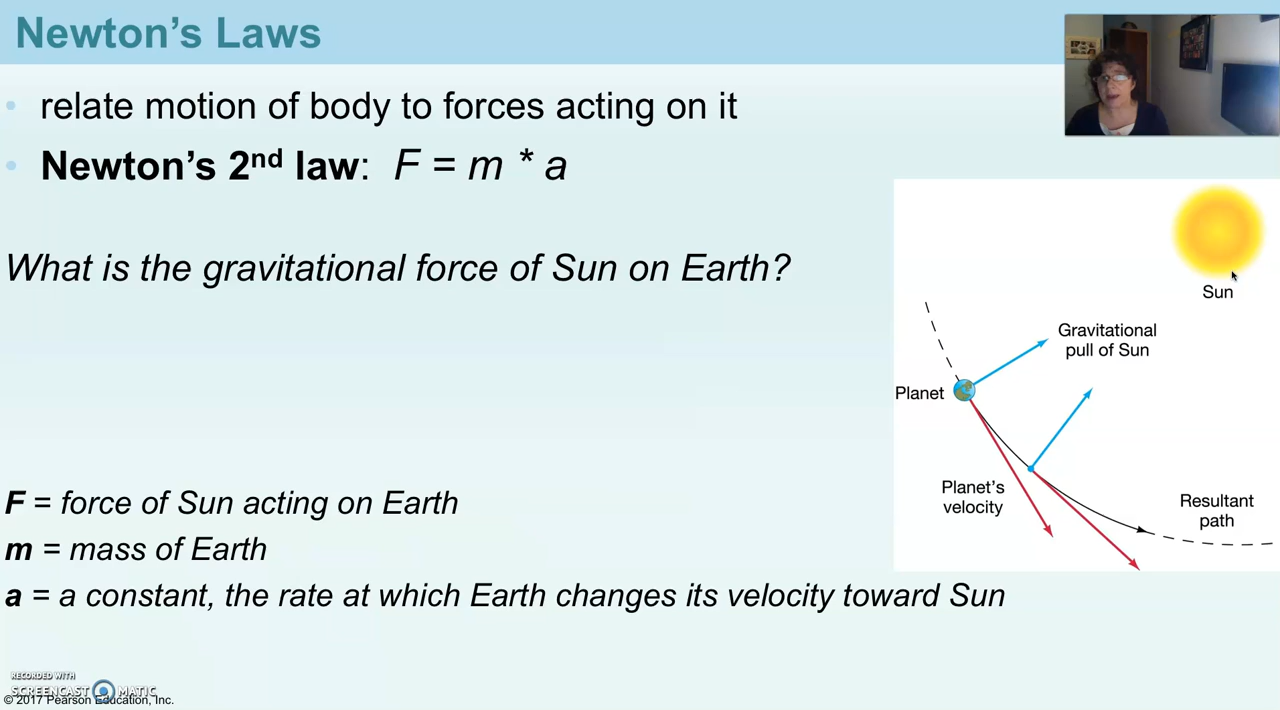 Newton's Laws
• relate motion of body to forces acting on it
• Newton's 2nd law: F = m * a
What is the gravitational force of Sun on Earth?
Sun
Gravitational
pull of Sun
Planet
Planet's
velocity
Resultant
path
F = force of Sun acting on Earth
m = mass of Earth
a = a constant, the rate at which Earth changes its velocity toward Sun
RECORDED WITH
SCREENCAST MATIC
© 2017 Pearson Education, Inc.